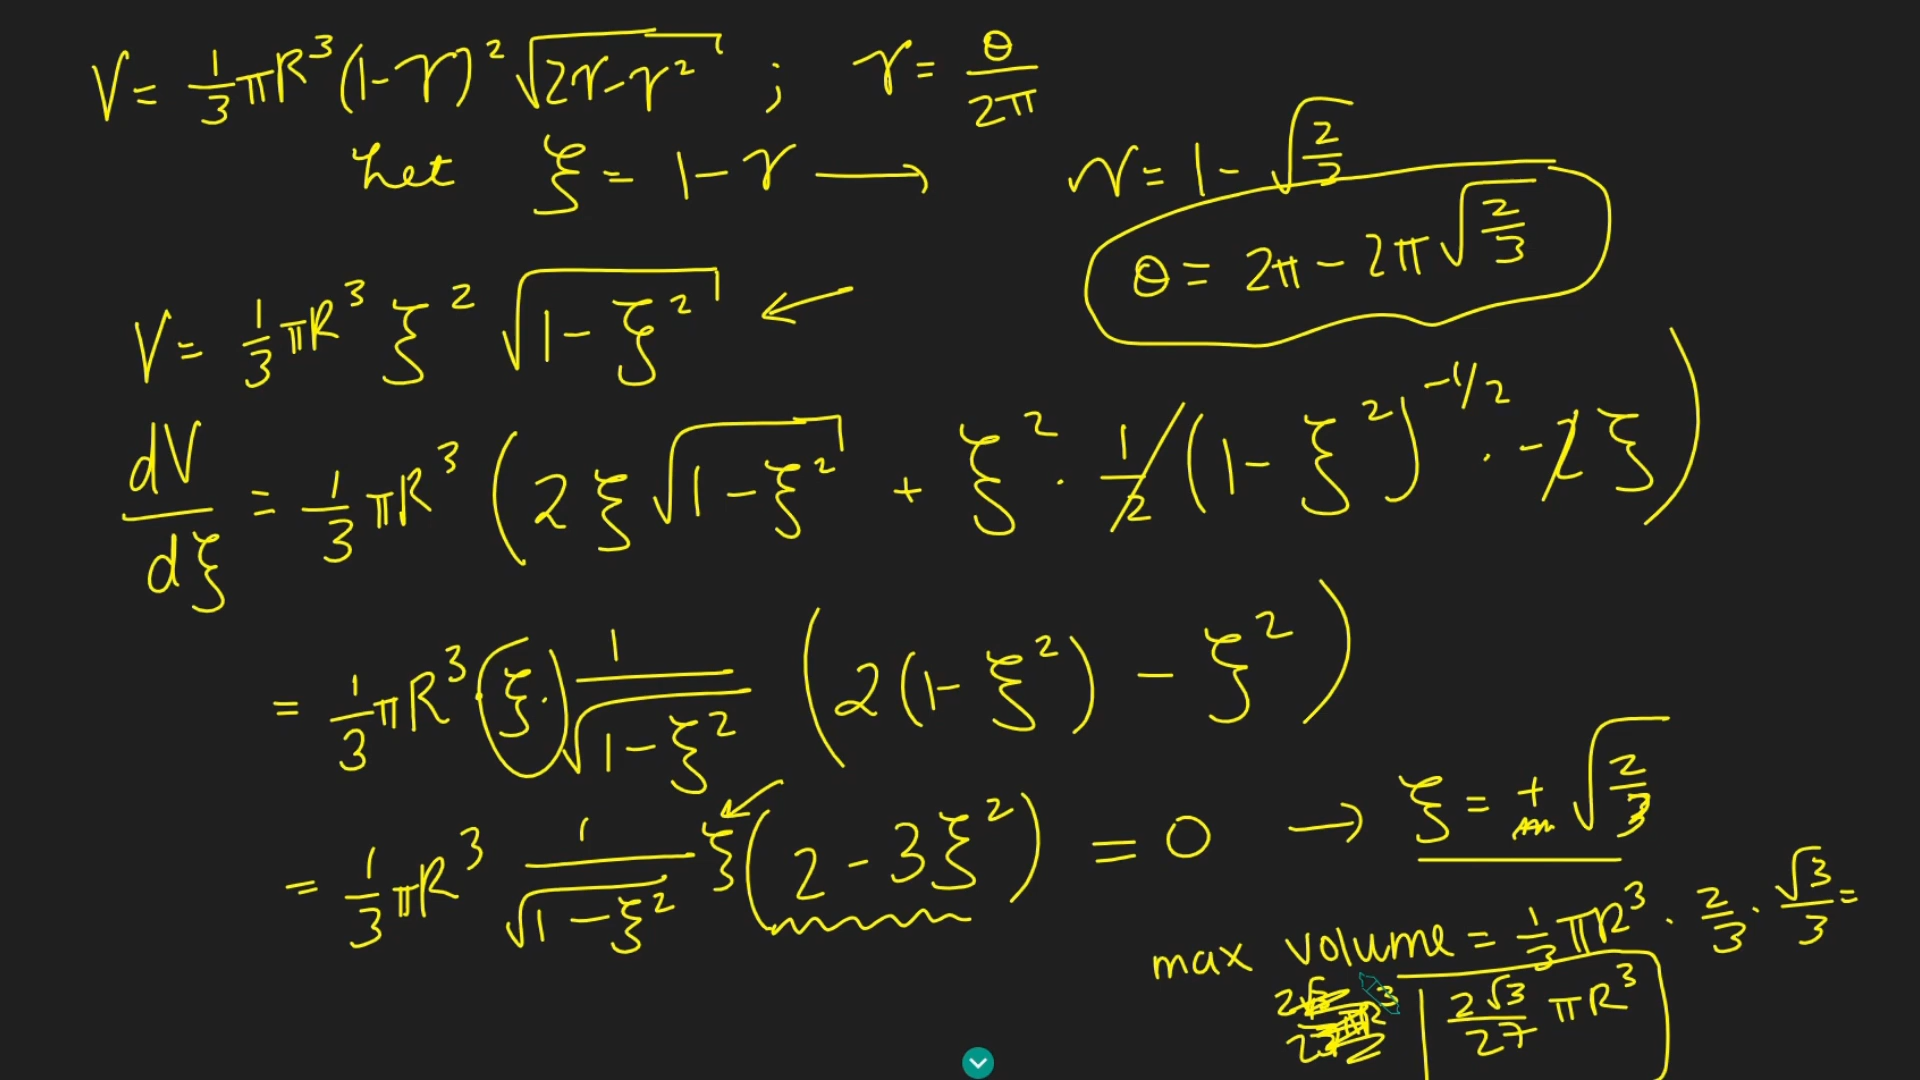 V = 1/3 πR³ (1-γ)² √(2γ-γ²) ; γ = θ/2π
Let ξ = 1-γ → γ = 1 - √(2/3)
θ = 2π - 2π √(2/3)
V = 1/3 πR³ ξ² √(1-ξ²) ←
dV/dξ = 1/3 πR³ (2ξ √(1-ξ²) + ξ² · 1/2 (1-ξ²)^(-1/2) · -2ξ)
= 1/3 πR³ · ξ · 1/√(1-ξ²) (2(1-ξ²) - ξ²)
= 1/3 πR³ 1/√(1-ξ²) ξ (2-3ξ²) = 0 → ξ = + √(2/3)
max volume = 1/3 πR³ · 2/3 · √3/3 =
2√3/27 πR³